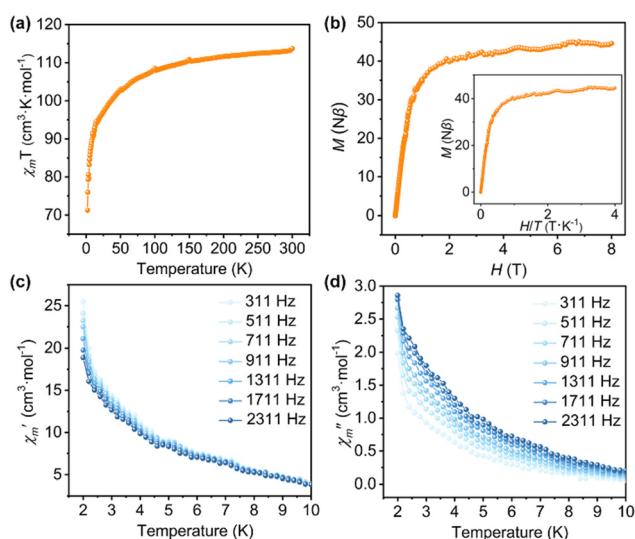 (a)
χₘT (cm³·K·mol⁻¹)
120
110
100
90
80
70
0 50 100 150 200 250 300
Temperature (K)
(b)
M (Nβ)
50
40
30
20
10
0
0 2 4 6 8
H (T)
M (Nβ)
40
20
0
0 2 4
H/T (T·K⁻¹)
(c)
χₘ′ (cm³·mol⁻¹)
25
20
15
10
5
2 3 4 5 6 7 8 9 10
Temperature (K)
311 Hz
511 Hz
711 Hz
911 Hz
1311 Hz
1711 Hz
2311 Hz
(d)
χₘ″ (cm³·mol⁻¹)
3.0
2.5
2.0
1.5
1.0
0.5
0.0
2 3 4 5 6 7 8 9 10
Temperature (K)
311 Hz
511 Hz
711 Hz
911 Hz
1311 Hz
1711 Hz
2311 Hz